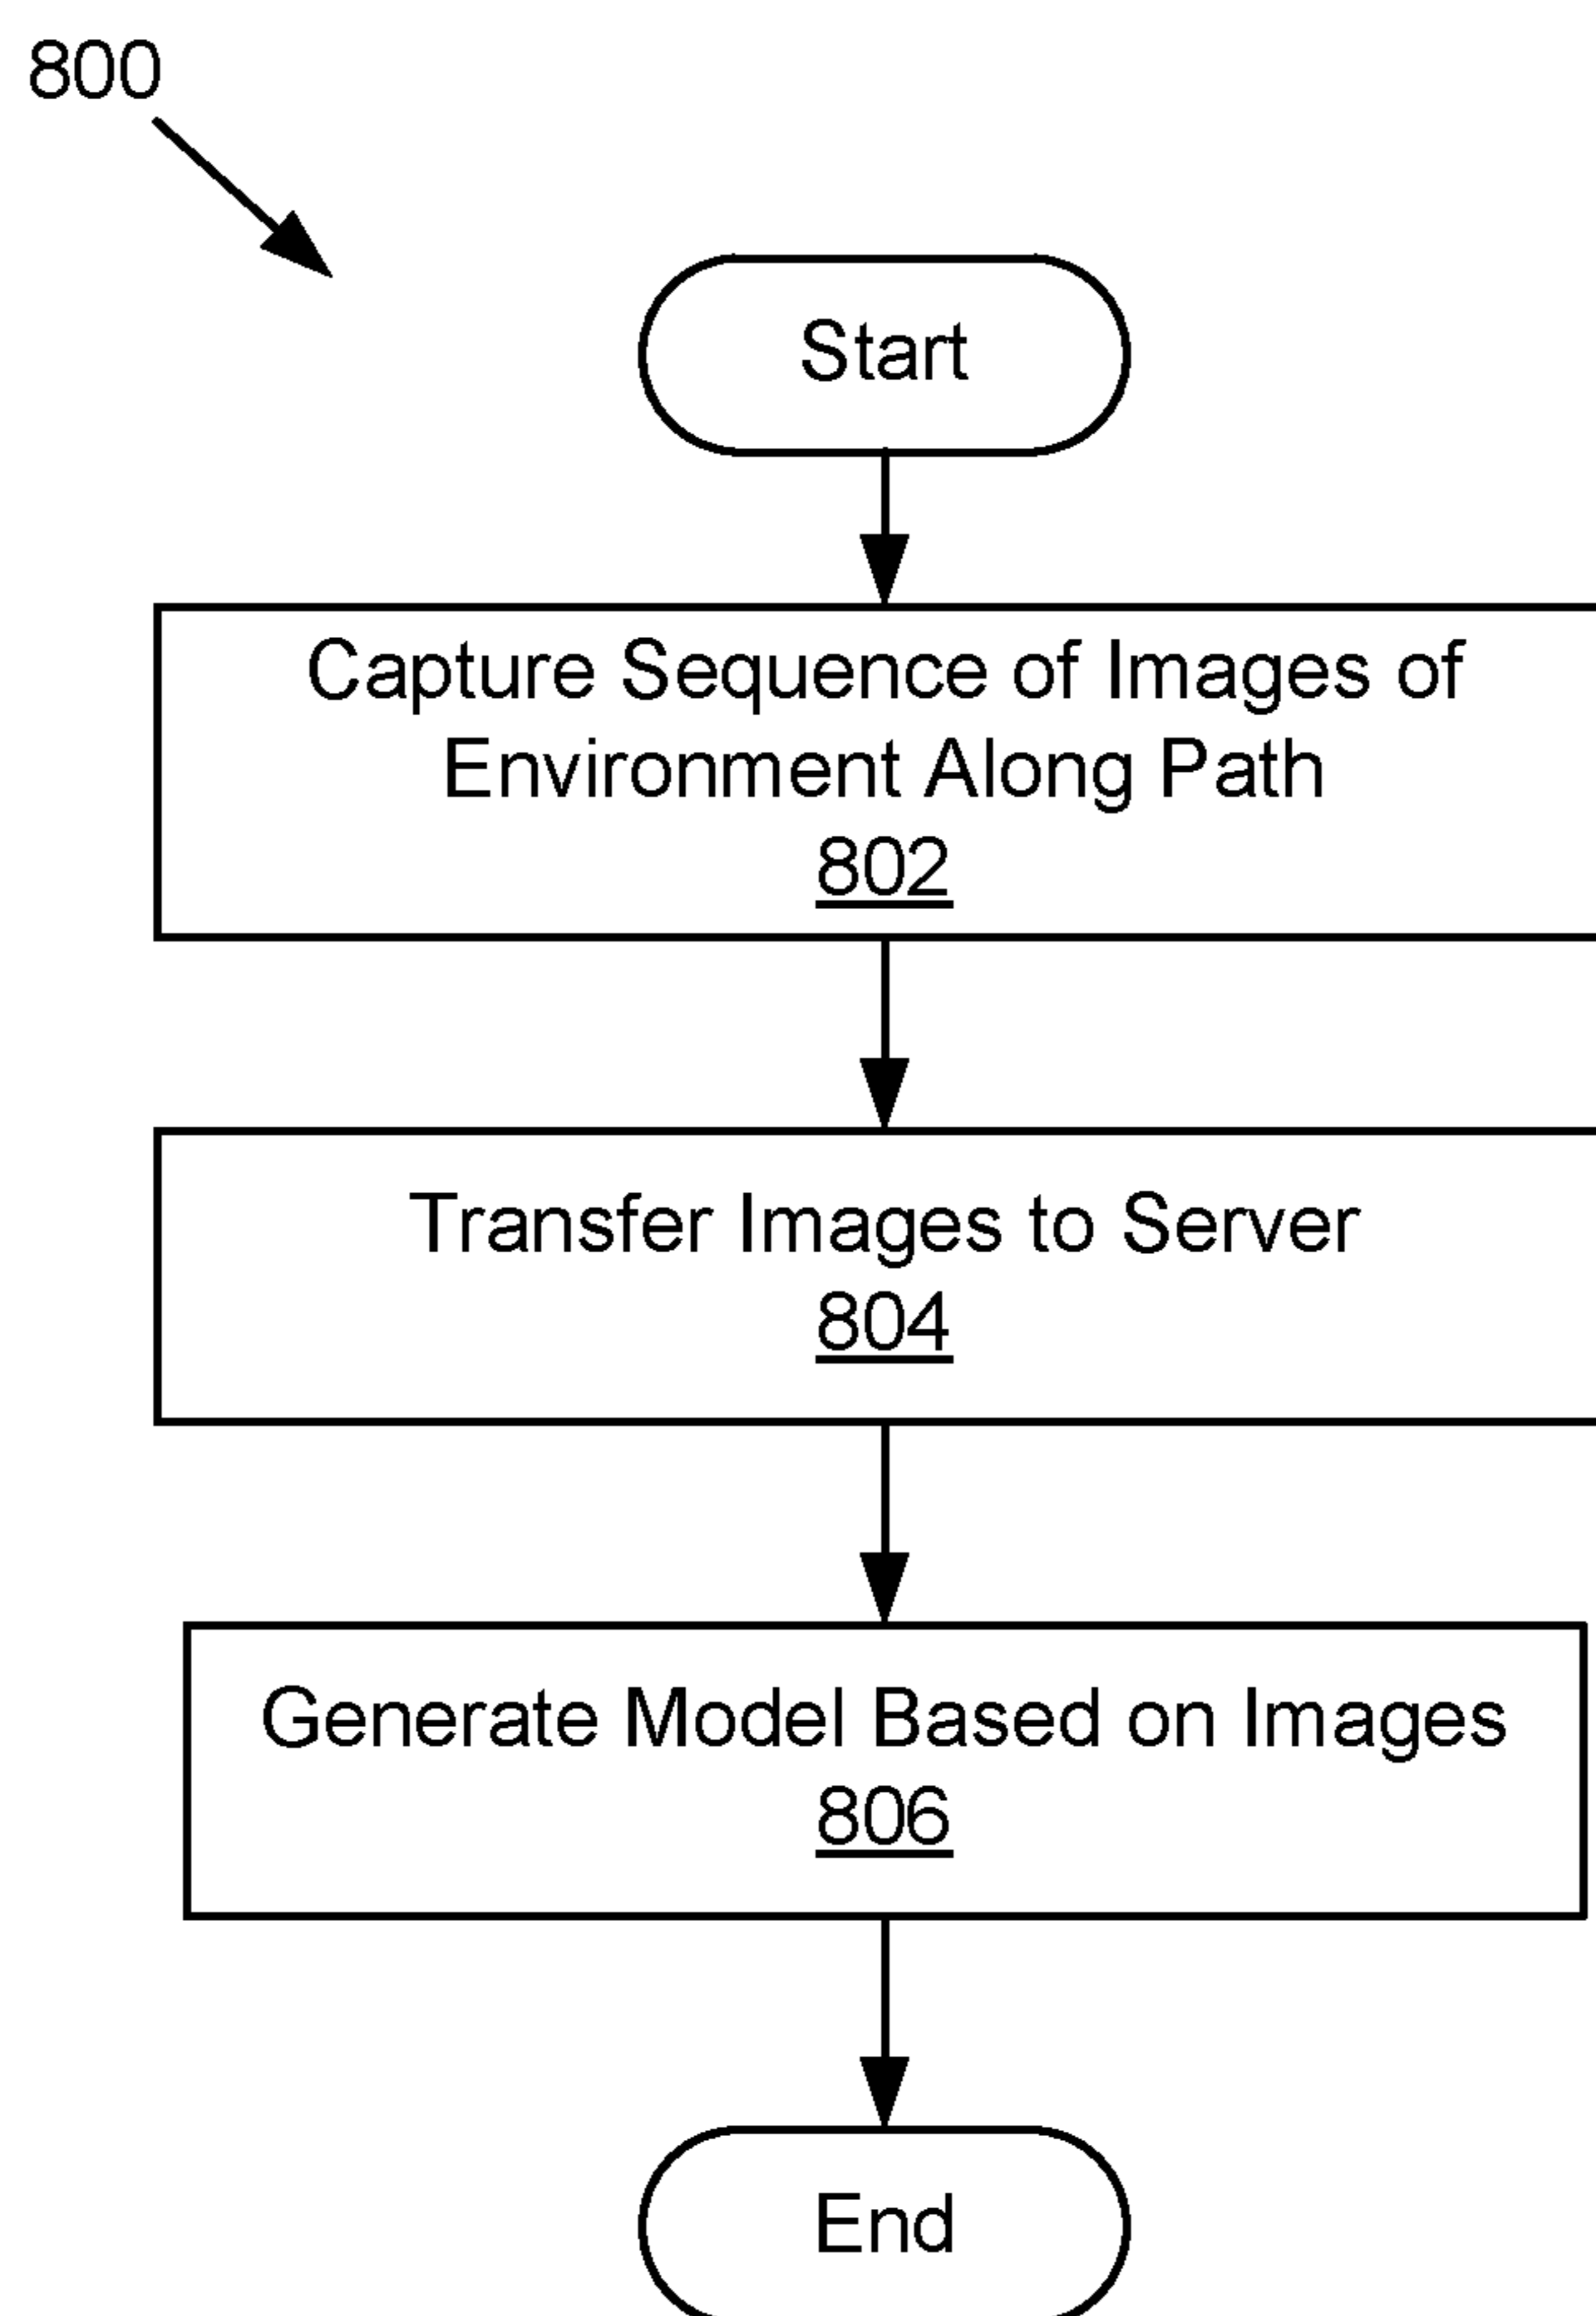 800
Start
Capture Sequence of Images of
Environment Along Path
802
Transfer Images to Server
804
Generate Model Based on Images
806
End